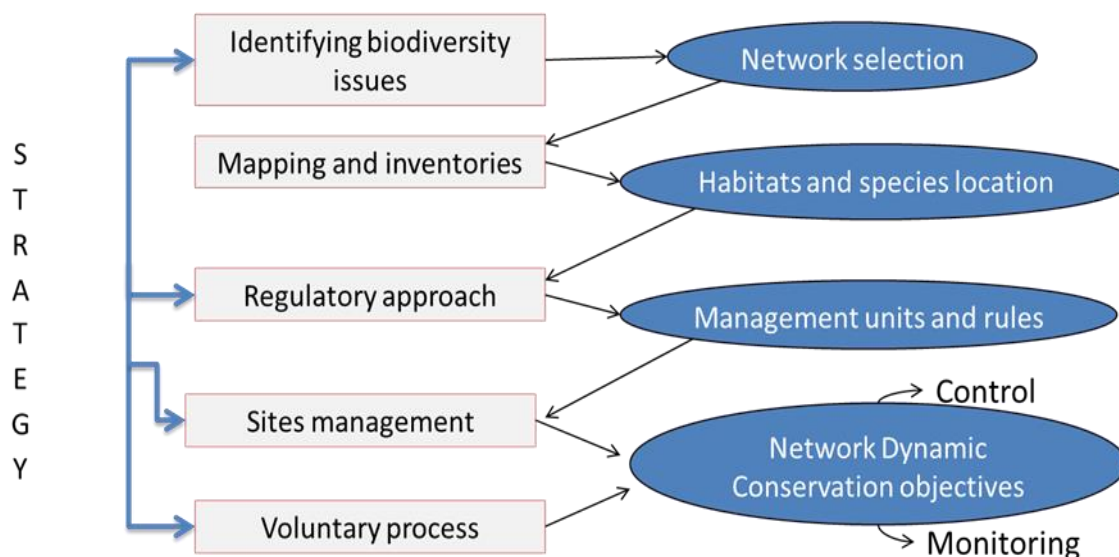 S
T
R
A
T
E
G
Y
Identifying biodiversity
issues
Network selection
Mapping and inventories
Habitats and species location
Regulatory approach
Management units and rules
Sites management
Control
Network Dynamic
Conservation objectives
Voluntary process
Monitoring